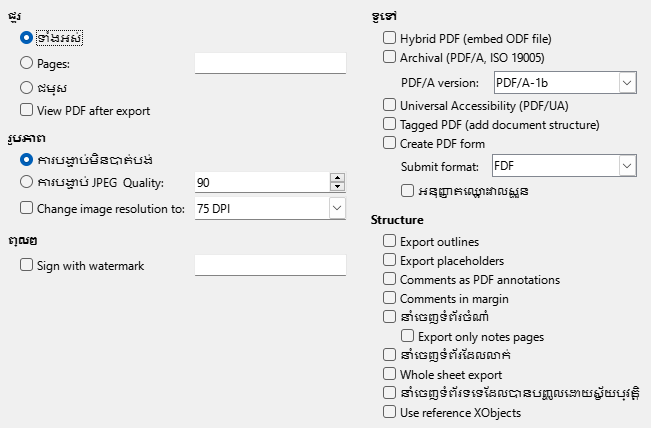 ជួរ
ទាំងអស់
Pages:
ជម្រុស
View PDF after export
រូបភាព
ការបង្ហាប់មិនបាត់បង់
ការបង្ហាប់ JPEG Quality:
90
Change image resolution to:
75 DPI
Sign with watermark
ទូទៅ
Hybrid PDF (embed ODF file)
Archival (PDF/A, ISO 19005)
PDF/A version:
PDF/A-1b
Universal Accessibility (PDF/UA)
Tagged PDF (add document structure)
Create PDF form
Submit format:
FDF
អនុញ្ញាតឈ្មោះវាលស្ទួន
Structure
Export outlines
Export placeholders
Comments as PDF annotations
Comments in margin
នាំចេញទំព័រចំណាំ
Export only notes pages
នាំចេញទំព័រដែលលាក់
Whole sheet export
នាំចេញទំព័រទទេដែលបានបញ្ចូលដោយស្វ័យប្រវត្តិ
Use reference XObjects